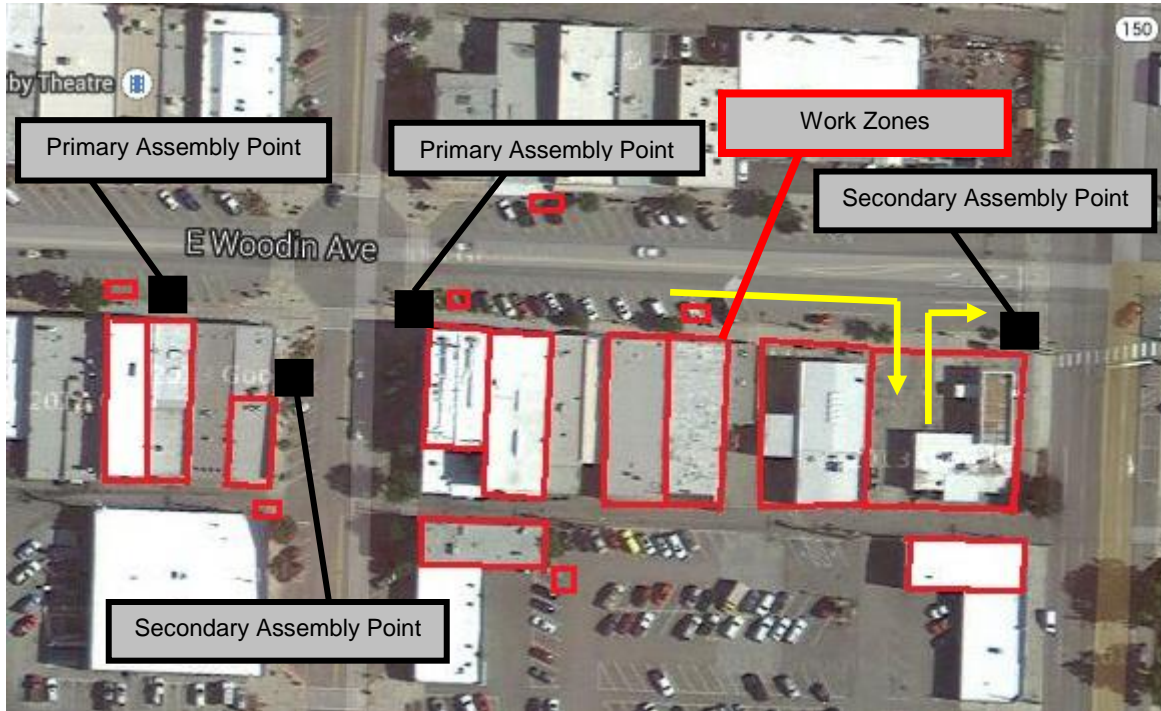 150
by Theatre
Work Zones
Primary Assembly Point
Primary Assembly Point
Secondary Assembly Point
E Woodin Ave
Secondary Assembly Point